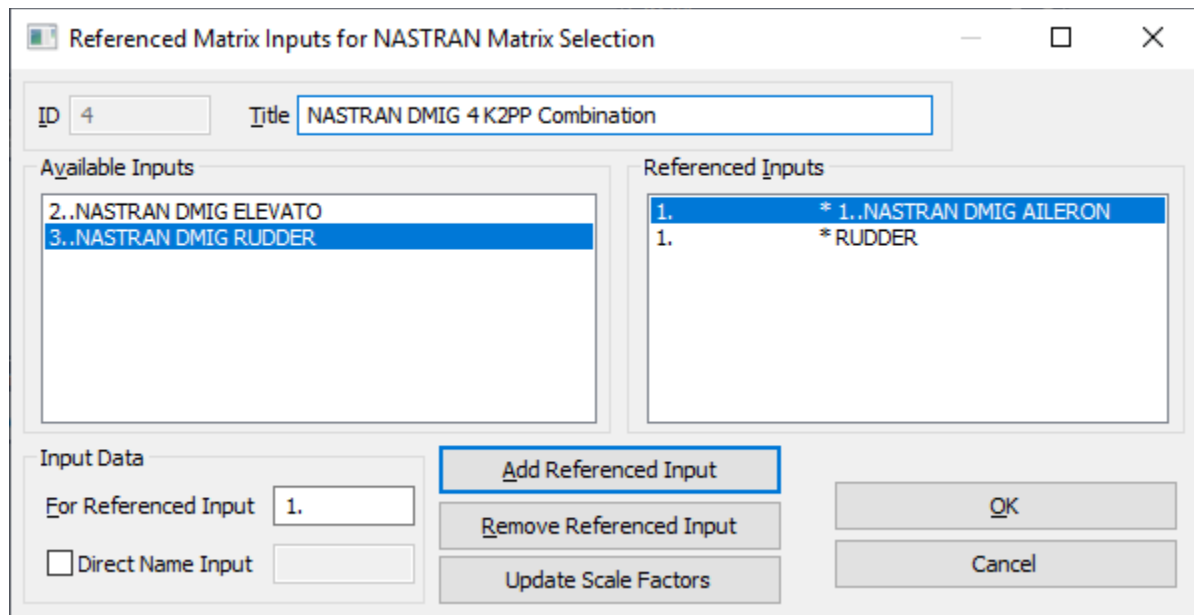 Referenced Matrix Inputs for NASTRAN Matrix Selection
ID 4 Title NASTRAN DMIG 4 K2PP Combination
Available Inputs
2..NASTRAN DMIG ELEVATO
3..NASTRAN DMIG RUDDER
Referenced Inputs
1. * 1..NASTRAN DMIG AILERON
1. * RUDDER
Input Data
For Referenced Input 1.
Direct Name Input
Add Referenced Input
Remove Referenced Input
Update Scale Factors
OK
Cancel